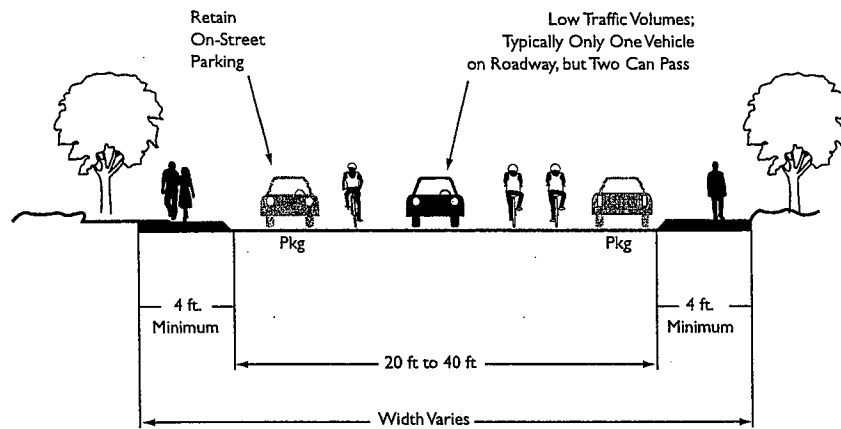 Retain
On-Street
Parking
Low Traffic Volumes;
Typically Only One Vehicle
on Roadway, but Two Can Pass
Pkg
Pkg
4 ft.
Minimum
4 ft.
Minimum
20 ft to 40 ft
Width Varies